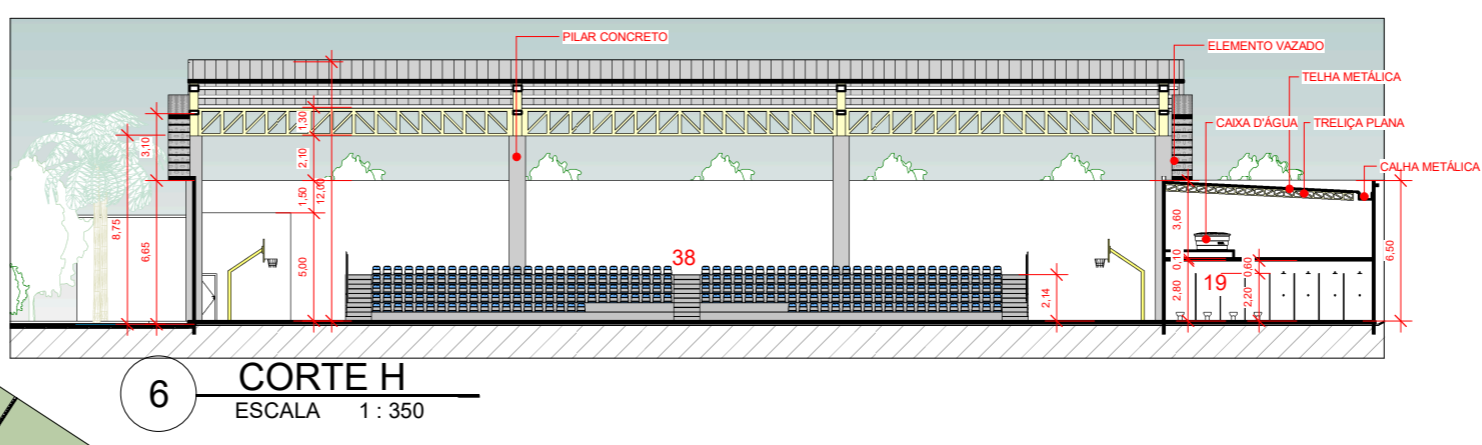 PILAR CONCRETO
ELEMENTO VAZADO
TELHA METÁLICA
CAIXA D'ÁGUA
TRELIÇA PLANA
CALHA METÁLICA
3,10
8,75
6,65
1,30
2,10
1,50
12,00
5,00
38
2,14
3,60
0,10
2,80
19
0,60
2,20
6,50
6
CORTE H
ESCALA 1 : 350